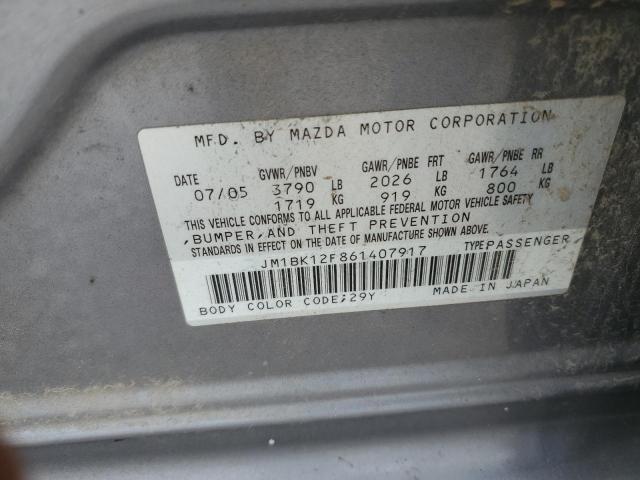 MFD. BY MAZDA MOTOR CORPORATION
DATE GVWR/PNBV GAWR/PNBE FRT GAWR/PNBE RR
07/05 3790 LB 2026 LB 1764 LB
1719 KG 919 KG 800 KG
THIS VEHICLE CONFORMS TO ALL APPLICABLE FEDERAL MOTOR VEHICLE SAFETY
,BUMPER,AND THEFT PREVENTION
STANDARDS IN EFFECT ON THE DATE OF MANUFACTURE SHOWN ABOVE.
JM1BK12F861407917 TYPE PASSENGER
BODY COLOR CODE;29Y MADE IN JAPAN